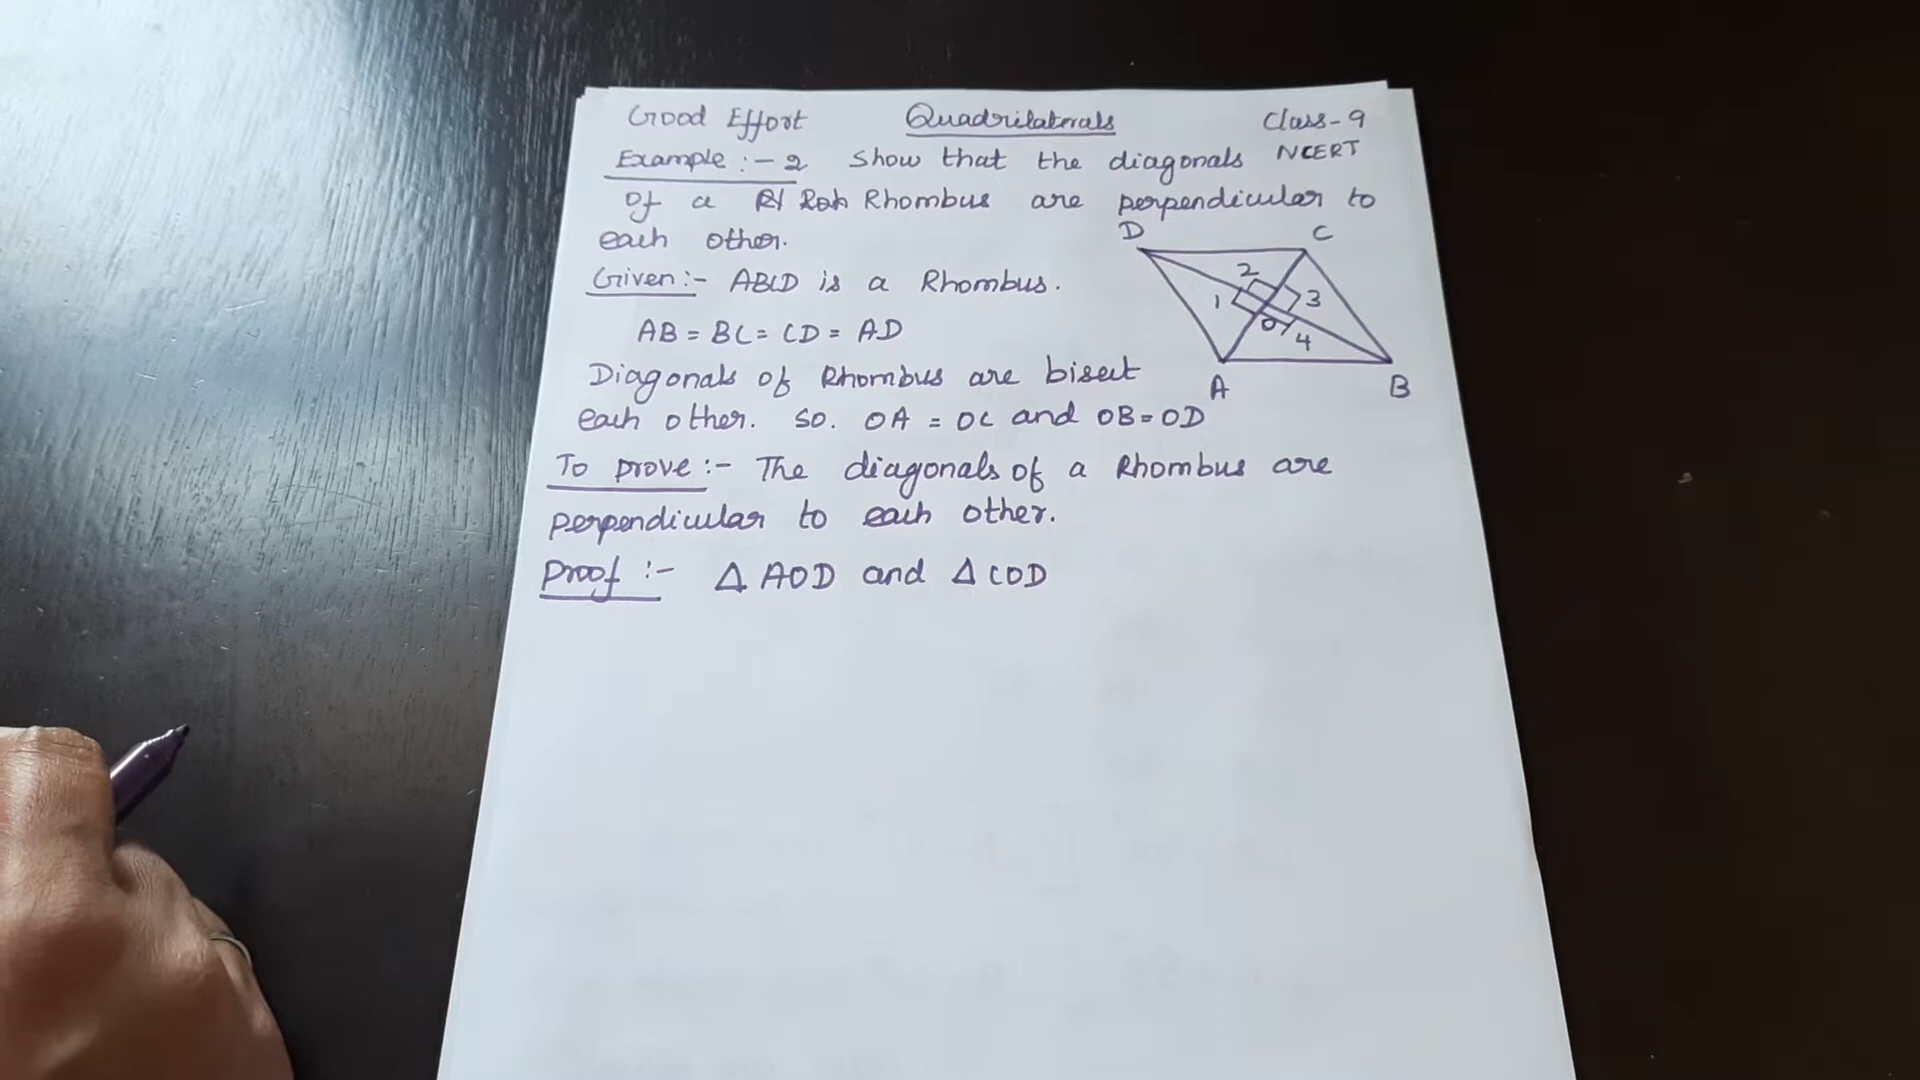 Good Effort Quadrilaterals Class-9
Example :- 2 Show that the diagonals NCERT
of a Rhombus are perpendicular to
each other.
D C
Given :- ABCD is a Rhombus.
2
1 3
O
4
AB = BC = CD = AD
A B
Diagonals of Rhombus are bisect
each other. SO. OA = OC and OB = OD
To prove :- The diagonals of a Rhombus are
perpendicular to each other.
Proof :- Δ AOD and Δ COD